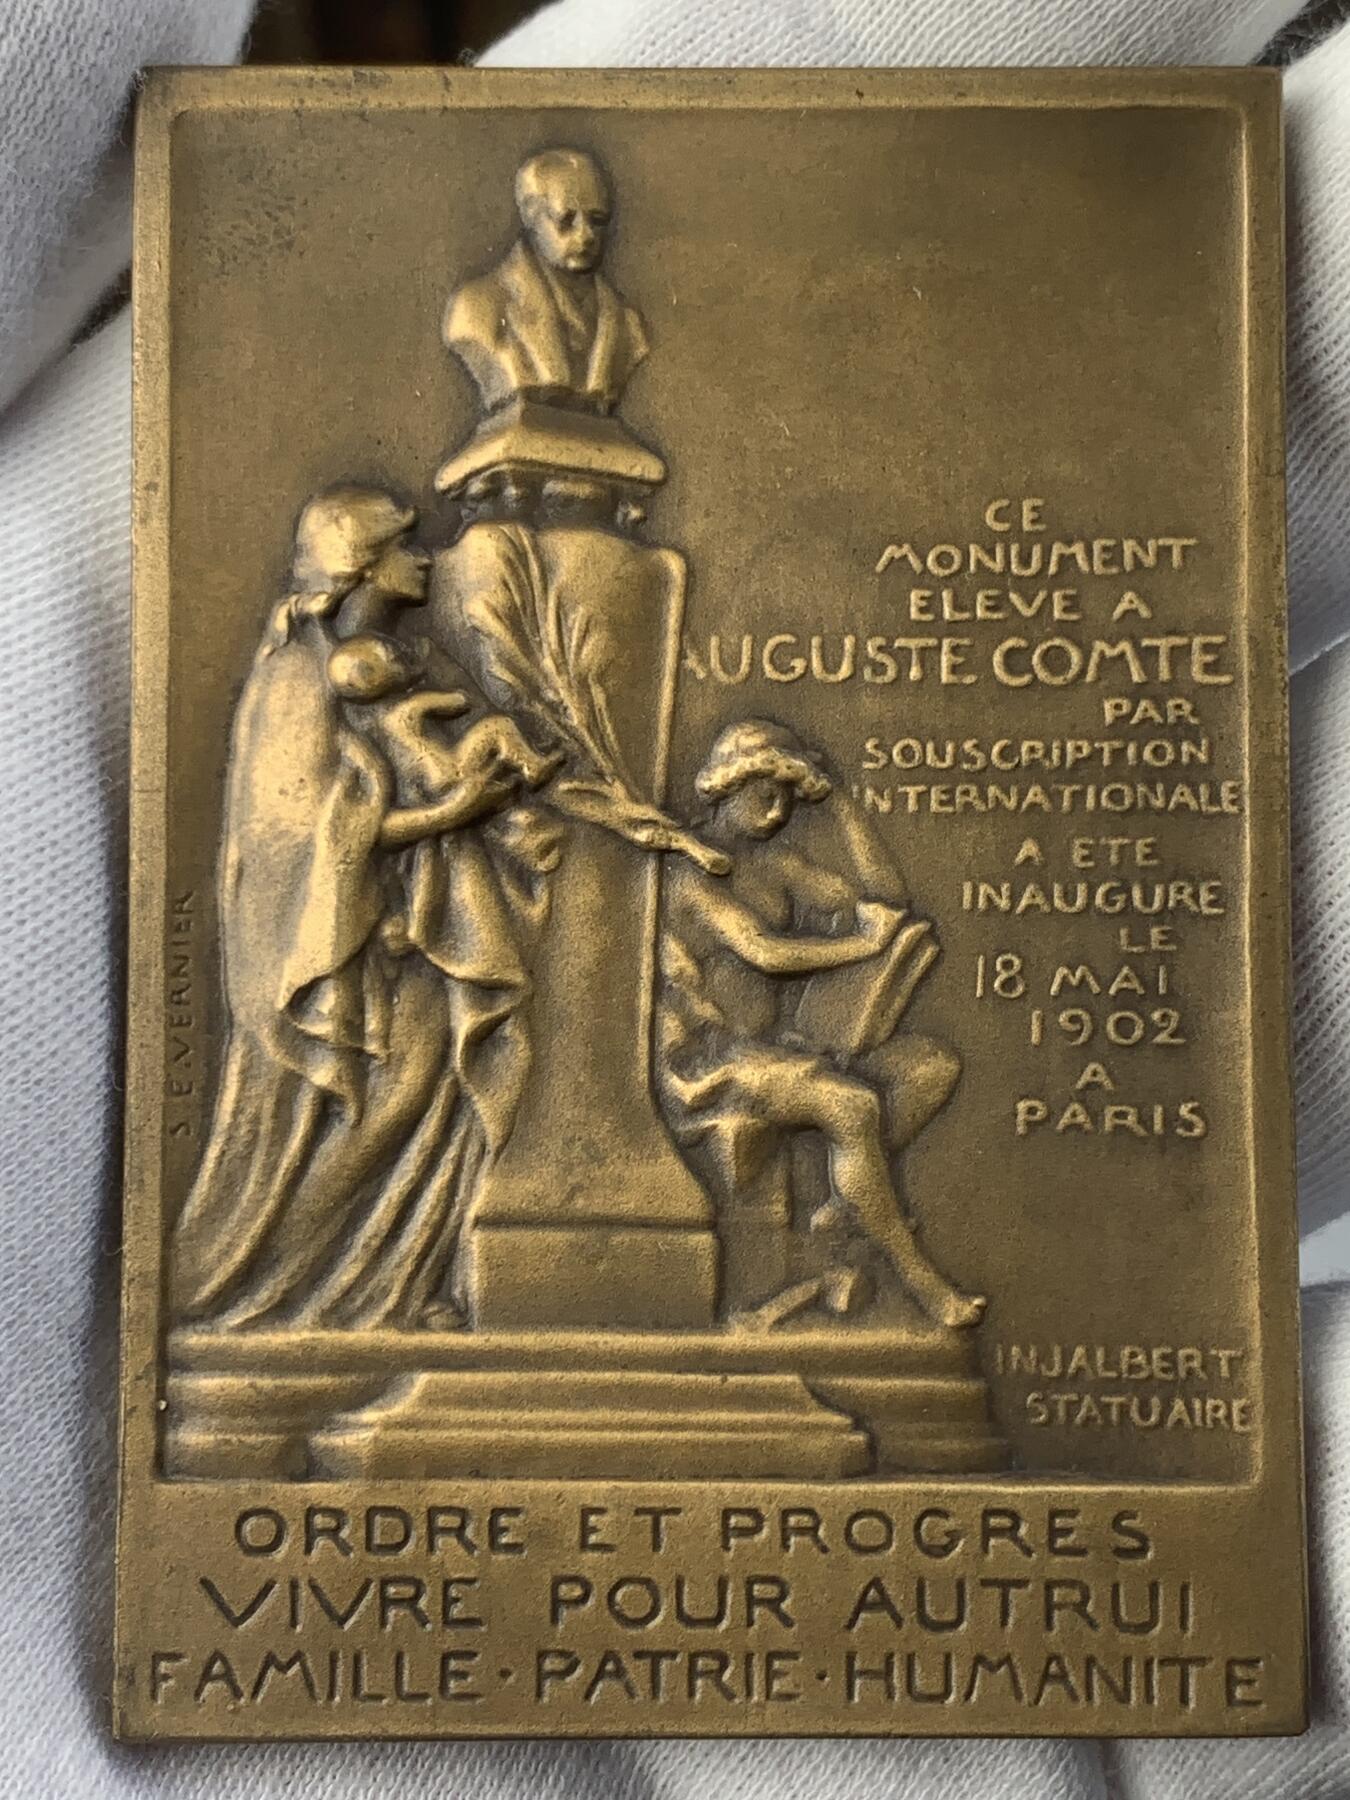 CE
MONUMENT
ELEVE A
AUGUSTE COMTE
PAR
SOUSCRIPTION
INTERNATIONALE
A ETE
INAUGURE
LE
18 MAI
1902
A
PARIS
S.E.VERNIER
INJALBERT
STATUAIRE
ORDRE ET PROGRES
VIVRE POUR AUTRUI
FAMILLE · PATRIE · HUMANITE